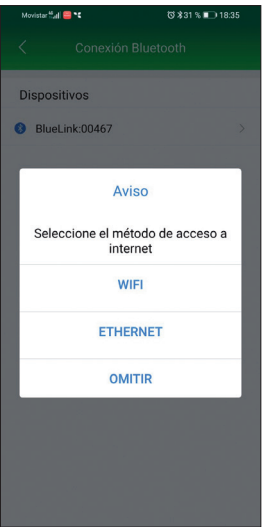 Movistar 31 % 18:35
Conexión Bluetooth
Dispositivos
BlueLink:00467
Aviso
Seleccione el método de acceso a
internet
WIFI
ETHERNET
OMITIR